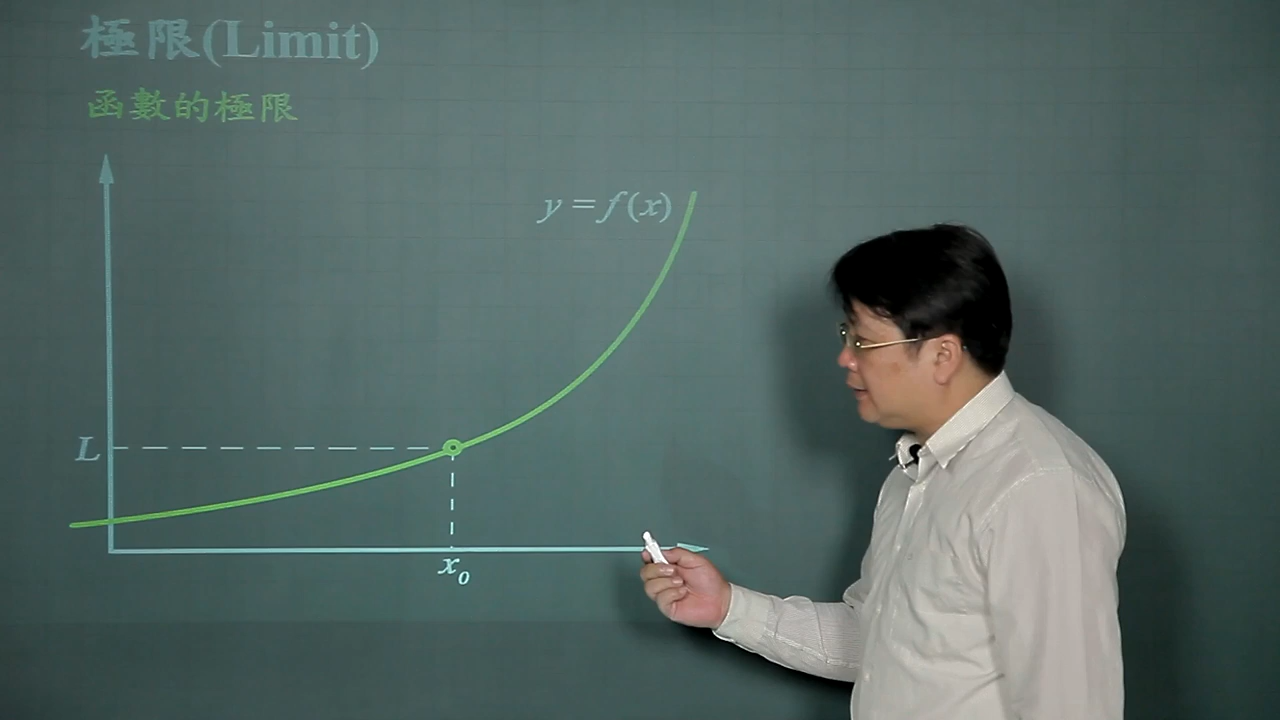 極限(Limit)
函數的極限
y = f(x)
L
x₀